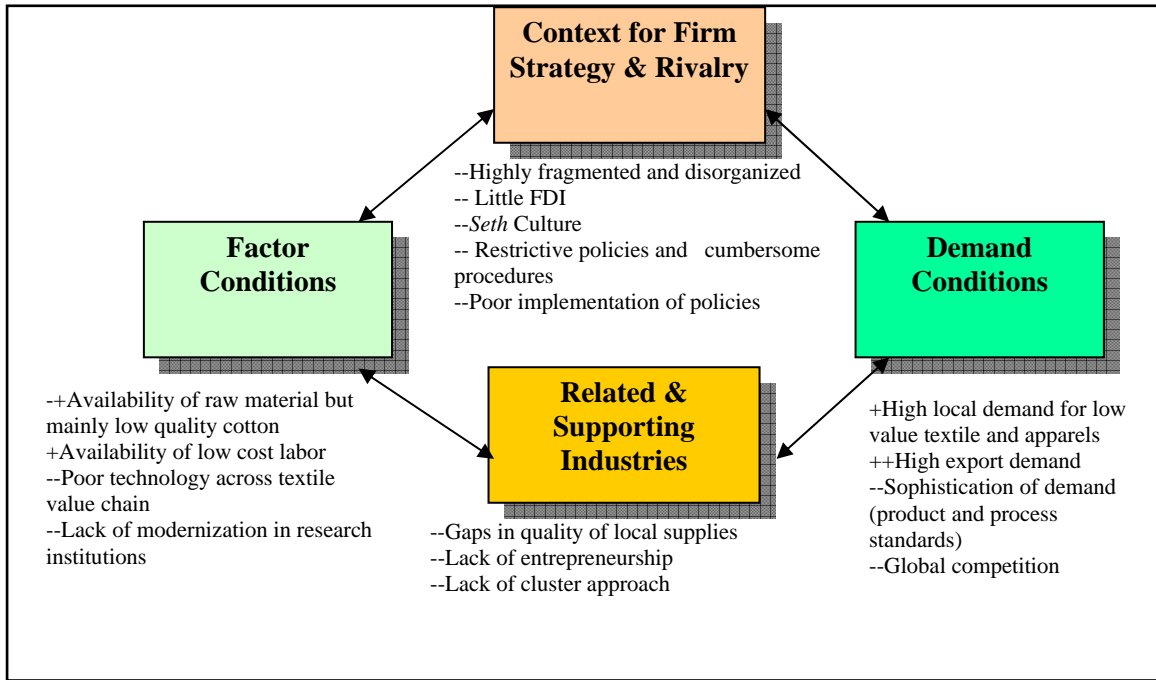 Context for Firm
Strategy & Rivalry
--Highly fragmented and disorganized
-- Little FDI
--Seth Culture
-- Restrictive policies and cumbersome
procedures
--Poor implementation of policies
Factor
Conditions
-+Availability of raw material but
mainly low quality cotton
+Availability of low cost labor
--Poor technology across textile
value chain
--Lack of modernization in research
institutions
Related &
Supporting
Industries
--Gaps in quality of local supplies
--Lack of entrepreneurship
--Lack of cluster approach
Demand
Conditions
+High local demand for low
value textile and apparels
++High export demand
--Sophistication of demand
(product and process
standards)
--Global competition